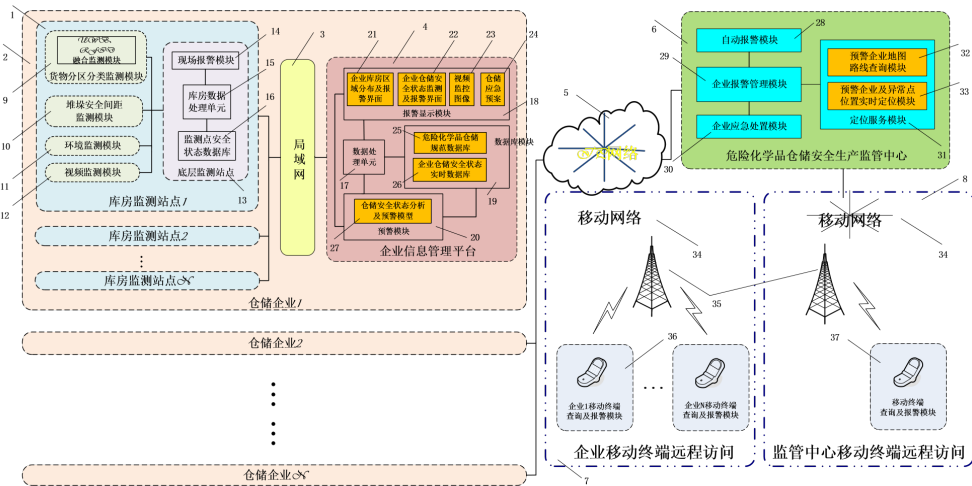 1
2
9
10
11
12
UWB,
RFID
融合监测模块
货物分区分类监测模块
堆垛安全间距
监测模块
环境监测模块
视频监测模块
现场报警模块
库房数据
处理单元
监测点安全
状态数据库
底层监测站点
14
15
16
13
库房监测站点1
库房监测站点2
库房监测站点N
局域网
3
4
21
22
23
24
企业库房区
域分布及报
警界面
企业仓储安
全状态监测
及报警界面
视频
监控
图像
仓储
应急
预案
报警显示模块
18
数据处
理单元
17
25
危险化学品仓储
规范数据库
数据库模块
26
企业仓储安全状态
实时数据库
19
仓储安全状态分析
及预警模型
预警模块
20
27
企业信息管理平台
仓储企业1
仓储企业2
仓储企业N
5
网络
6
28
29
30
自动报警模块
企业报警管理模块
企业应急处置模块
预警企业地图
路线查询模块
预警企业及异常点
位置实时定位模块
定位服务模块
32
33
31
危险化学品仓储安全生产监管中心
移动网络
34
35
36
企业1移动终端
查询及报警模块
企业N移动终端
查询及报警模块
企业移动终端远程访问
7
8
移动网络
34
37
移动终端
查询及报警模块
监管中心移动终端远程访问